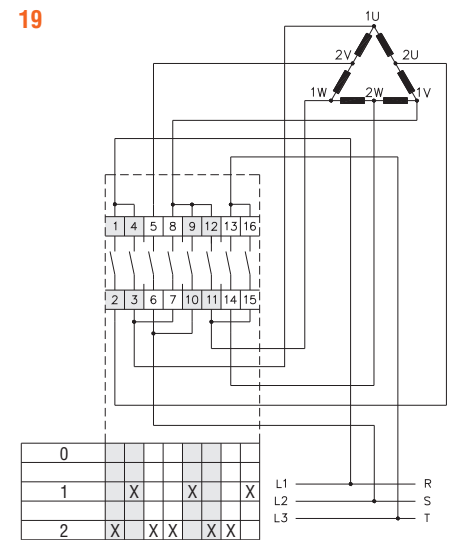 19
1U
2V 2U
1W 2W 1V
1 4 5 8 9 12 13 16
2 3 6 7 10 11 14 15
0
1 X X X
2 X X X X X
L1 R
L2 S
L3 T